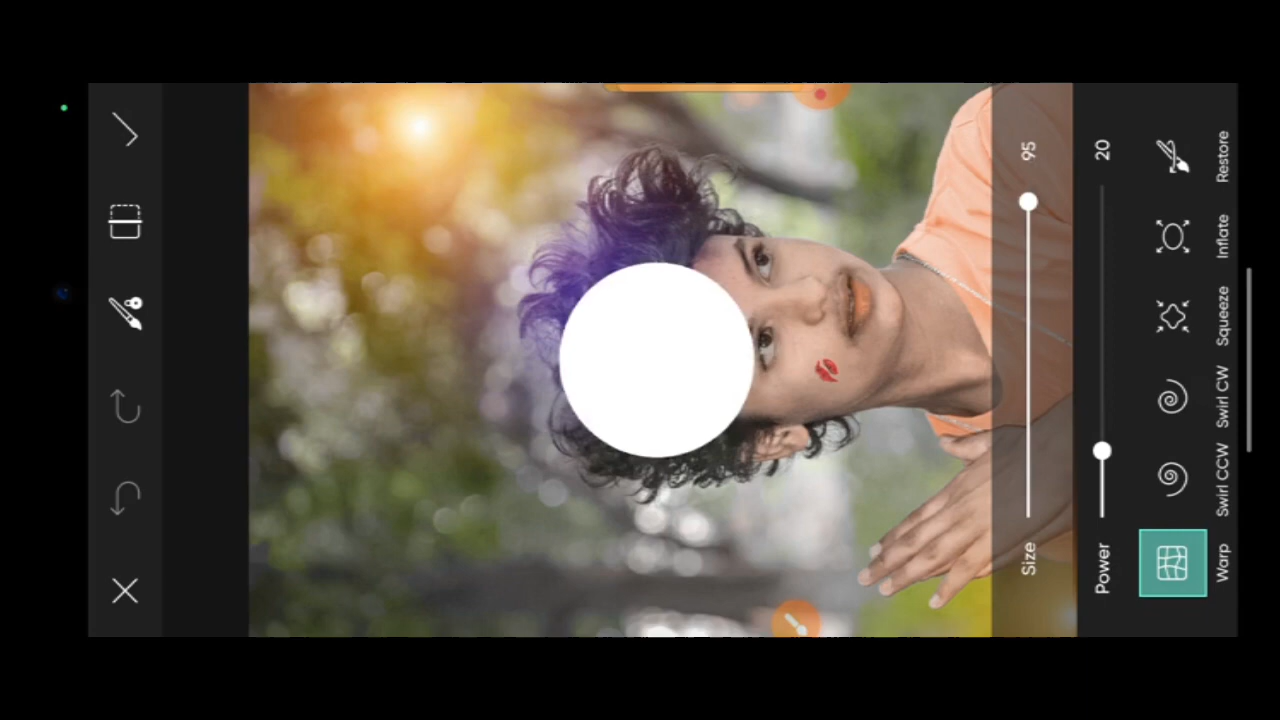 Size
95
Power
20
Warp
Swirl CCW
Swirl CW
Squeeze
Inflate
Restore